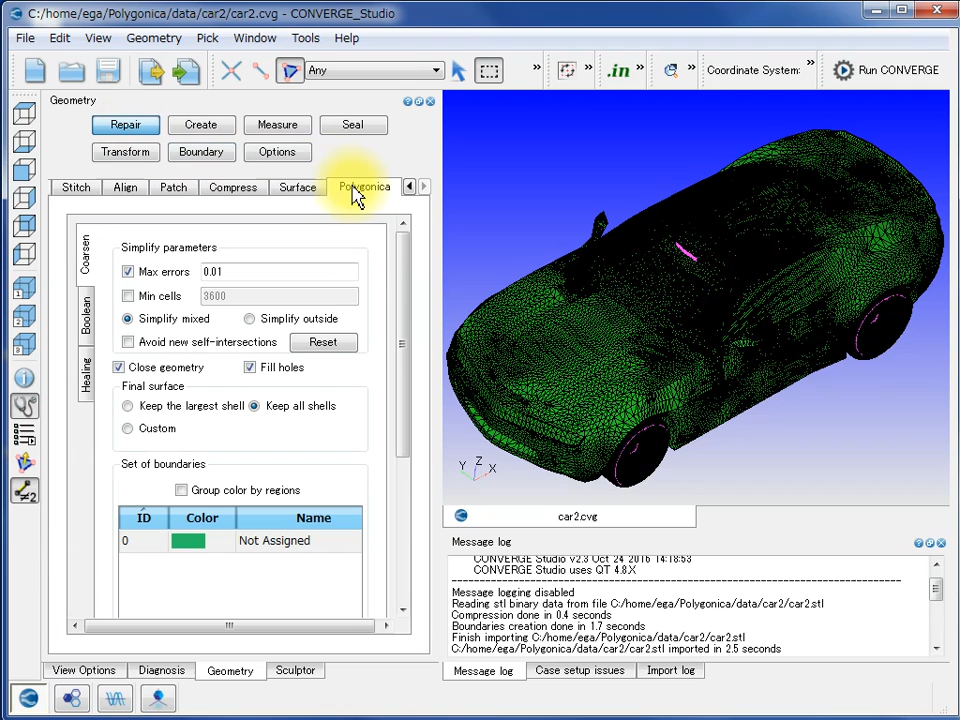 C:/home/ega/Polygonica/data/car2/car2.cvg - CONVERGE_Studio
File Edit View Geometry Pick Window Tools Help
Any » .in » » Coordinate System: » Run CONVERGE
Geometry
Repair Create Measure Seal
Transform Boundary Options
Stitch Align Patch Compress Surface Polygonica
Coarsen
Boolean
Healing
Simplify parameters
Max errors 0.01
Min cells 3600
Simplify mixed Simplify outside
Avoid new self-intersections Reset
Close geometry Fill holes
Final surface
Keep the largest shell Keep all shells
Custom
Set of boundaries
Group color by regions
ID Color Name
0 Not Assigned
Y Z X
car2.cvg
Message log
CONVERGE Studio v2.3 Oct 24 2016 14:18:53
CONVERGE Studio uses QT 4.8.X
Message logging disabled
Reading stl binary data from file C:/home/ega/Polygonica/data/car2/car2.stl
Compression done in 0.4 seconds
Boundaries creation done in 1.7 seconds
Finish importing C:/home/ega/Polygonica/data/car2/car2.stl
C:/home/ega/Polygonica/data/car2/car2.stl imported in 2.5 seconds
View Options Diagnosis Geometry Sculptor
Message log Case setup issues Import log